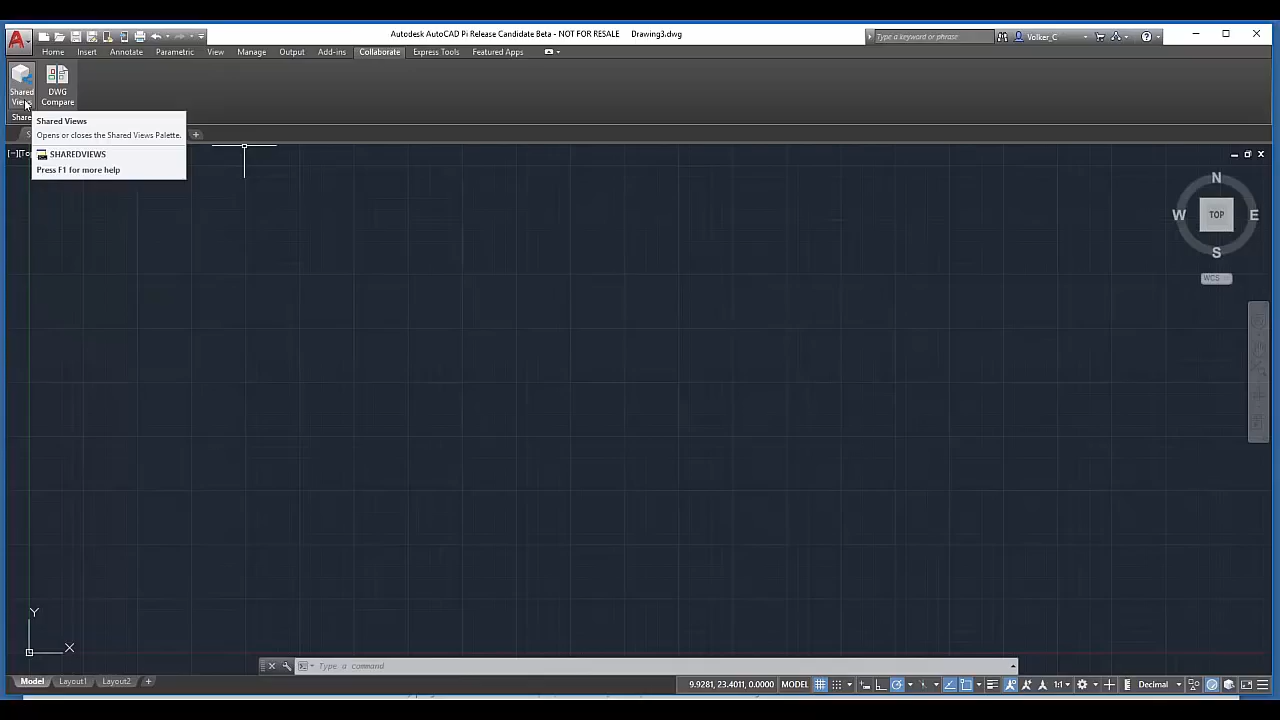 Autodesk AutoCAD Pi Release Candidate Beta - NOT FOR RESALE Drawing3.dwg
Type a keyword or phrase
Volker_C
Home Insert Annotate Parametric View Manage Output Add-ins Collaborate Express Tools Featured Apps
Shared
Views
DWG
Compare
Share
Shared Views
Opens or closes the Shared Views Palette.
SHAREDVIEWS
Press F1 for more help
[−][To
N
W
TOP
E
S
WCS
Y
X
Type a command
Model Layout1 Layout2 +
9.9281, 23.4011, 0.0000 MODEL 1:1 Decimal